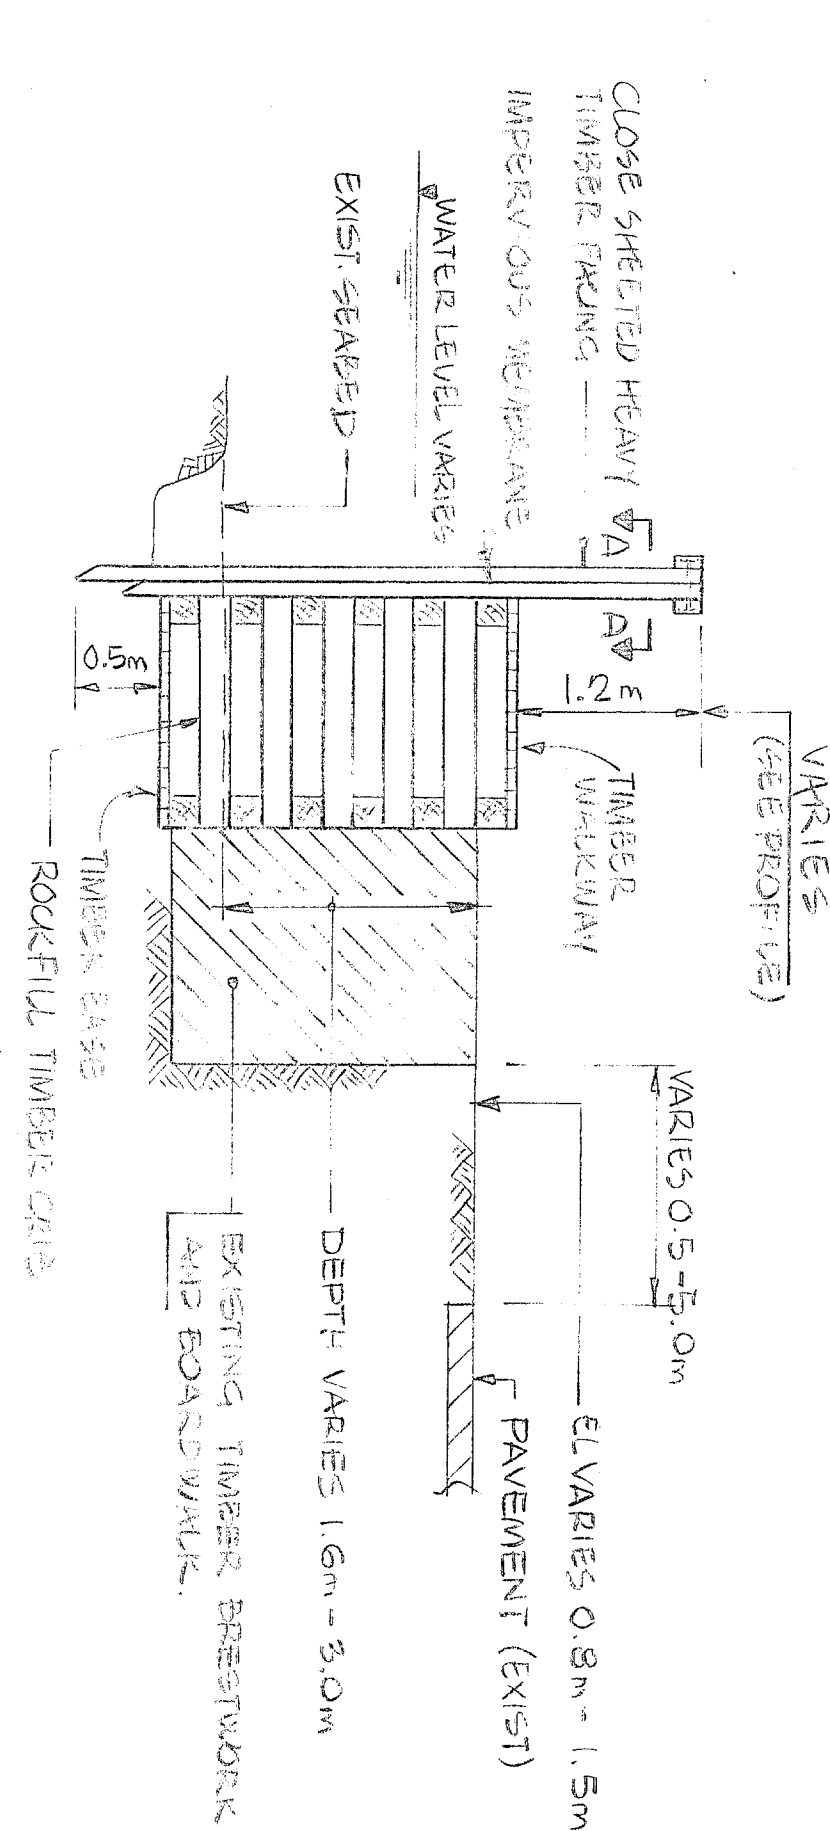 CLOSE SHEETED HEAVY
TIMBER FACING
IMPERVIOUS MEMBRANE
WATER LEVEL VARIES
EXIST. SEABED
A
A
1.2m
VARIES
(SEE PROFILE)
TIMBER
WALKWAY
0.5m
TIMBER BASE
ROCKFILL TIMBER CRIB
VARIES 0.5-5.0m
EL VARIES 0.8m - 1.5m
PAVEMENT (EXIST)
DEPTH VARIES 1.6m - 3.0m
EXISTING TIMBER BRESTWORK
AND BOARDWALK.